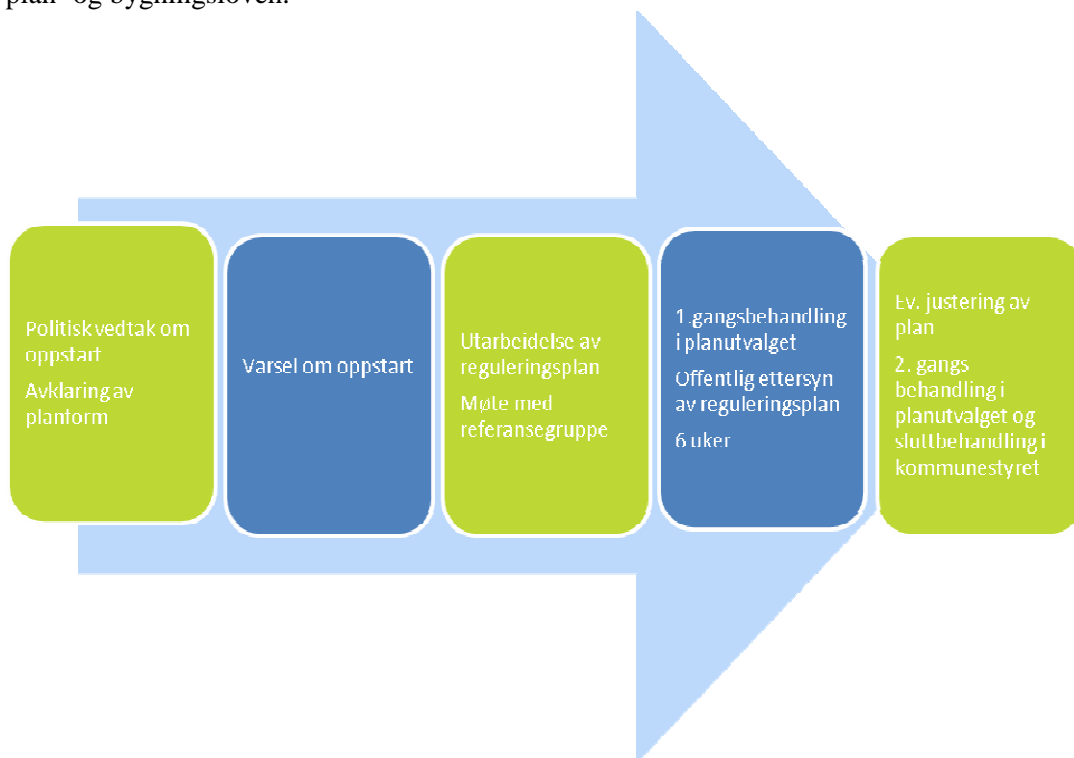 plan- og bygningsloven.
Politisk vedtak om
oppstart
Avklaring av
planform
Varsel om oppstart
Utarbeidelse av
reguleringsplan
Møte med
referansegruppe
1.gangsbehandling
i planutvalget
Offentlig ettersyn
av reguleringsplan
6 uker
Ev. justering av
plan
2. gangs
behandling i
planutvalget og
sluttbehandling i
kommunestyret